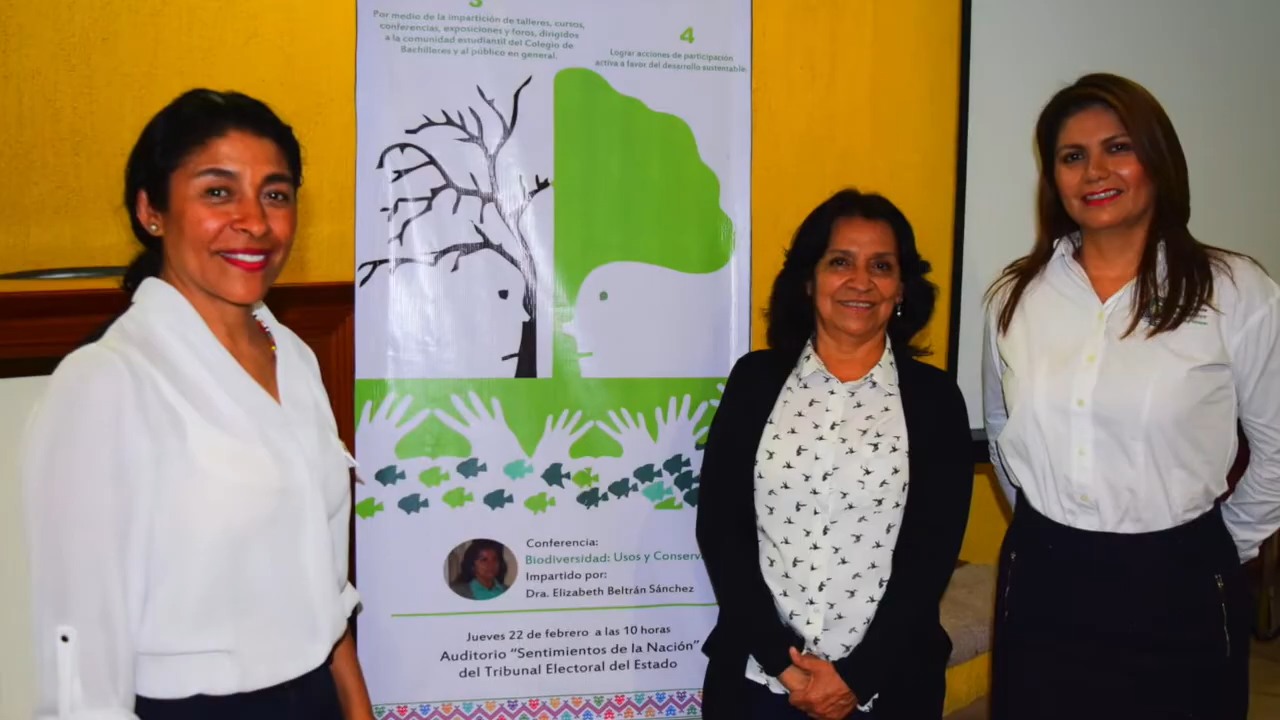 3
Por medio de la impartición de talleres, cursos,
conferencias, exposiciones y foros, dirigidos
a la comunidad estudiantil del Colegio de
Bachilleres y al público en general.
4
Lograr acciones de participación
activa a favor del desarrollo sustentable.
Conferencia:
Biodiversidad: Usos y
Impartido por:
Dra. Elizabeth Beltrán Sánchez
Jueves 22 de febrero a las 10 horas
Auditorio “Sentimientos de la Nación”
del Tribunal Electoral del Estado